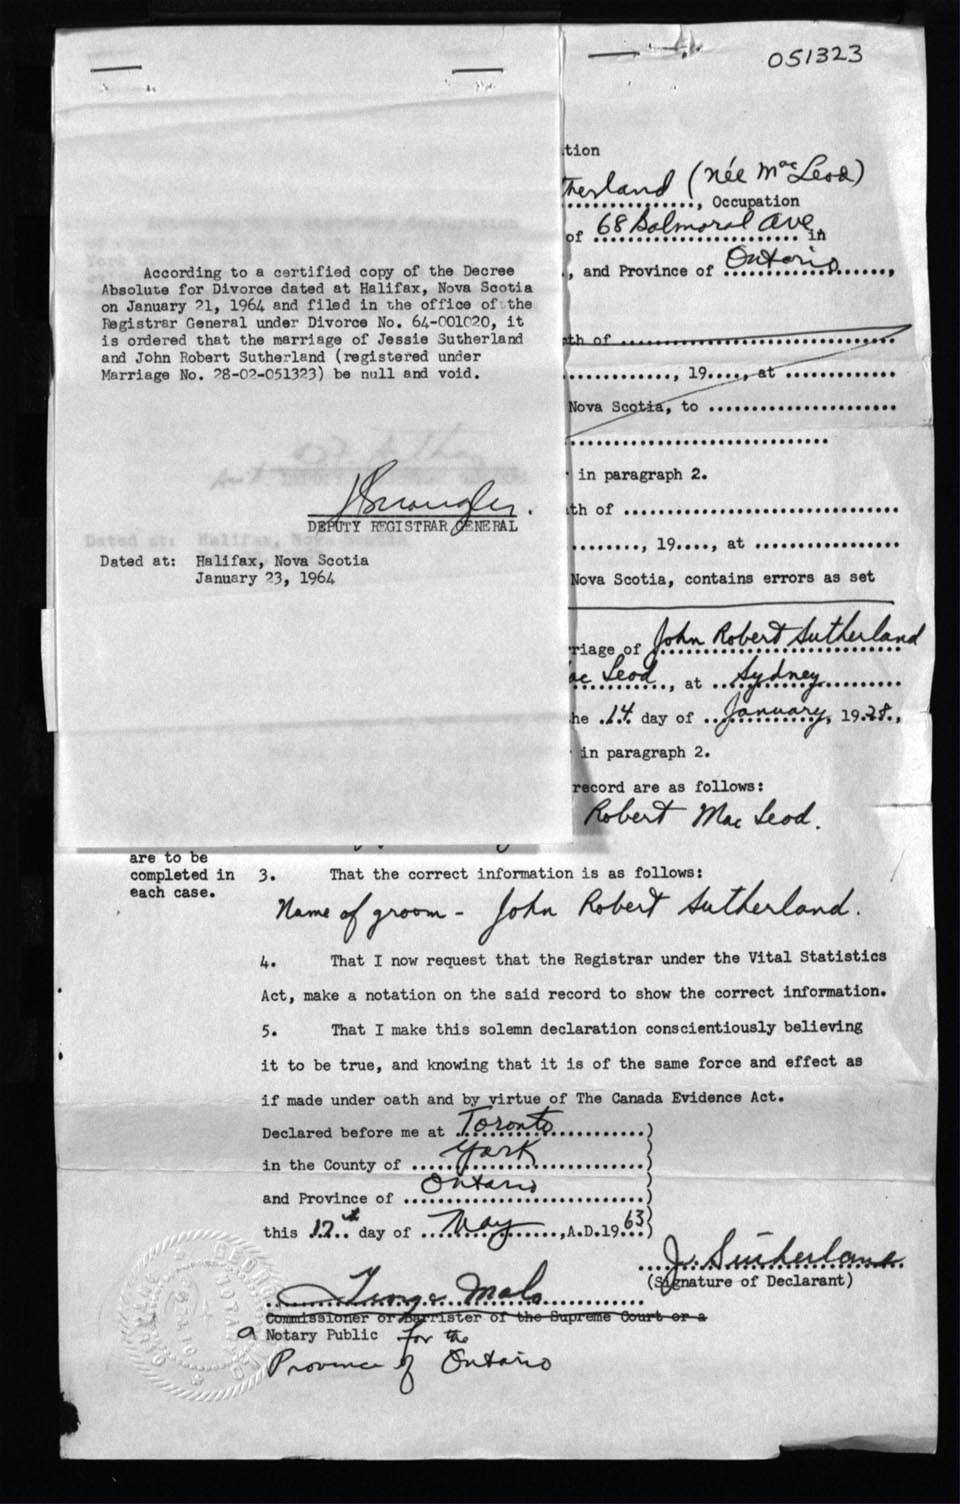 051323
According to a certified copy of the Decree
Absolute for Divorce dated at Halifax, Nova Scotia
on January 21, 1964 and filed in the office of the
Registrar General under Divorce No. 64-001020, it
is ordered that the marriage of Jessie Sutherland
and John Robert Sutherland (registered under
Marriage No. 28-02-051323) be null and void.
DEPUTY REGISTRAR GENERAL
Dated at: Halifax, Nova Scotia
January 23, 1964
tion
therland (née MacLeod)
, Occupation
of 68 Balmoral Ave, in
, and Province of Ontario,
th of
, 19...., at
Nova Scotia, to
in paragraph 2.
th of
, 19...., at
Nova Scotia, contains errors as set
riage of John Robert Sutherland
ac Leod, at Sydney
he 14 day of January, 1928,
in paragraph 2.
record are as follows:
Robert Mac Leod.
are to be
completed in
each case.
3. That the correct information is as follows:
Name of groom - John Robert Sutherland.
4. That I now request that the Registrar under the Vital Statistics
Act, make a notation on the said record to show the correct information.
5. That I make this solemn declaration conscientiously believing
it to be true, and knowing that it is of the same force and effect as
if made under oath and by virtue of The Canada Evidence Act.
Declared before me at Toronto )
in the County of York )
and Province of Ontario )
this 17th day of May, A.D. 1963 )
J. Sutherland
(Signature of Declarant)
George
Commissioner or Barrister of the Supreme Court or a
a Notary Public for the
Province of Ontario